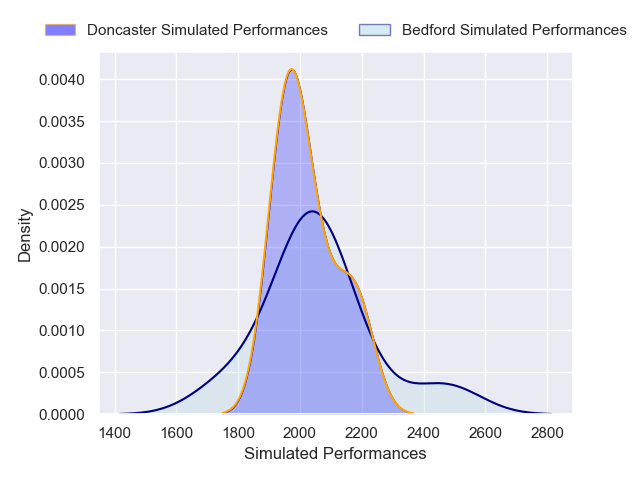 Doncaster Simulated Performances
Bedford Simulated Performances
0.0040
0.0035
0.0030
0.0025
0.0020
0.0015
0.0010
0.0005
0.0000
Density
1400 1600 1800 2000 2200 2400 2600 2800
Simulated Performances